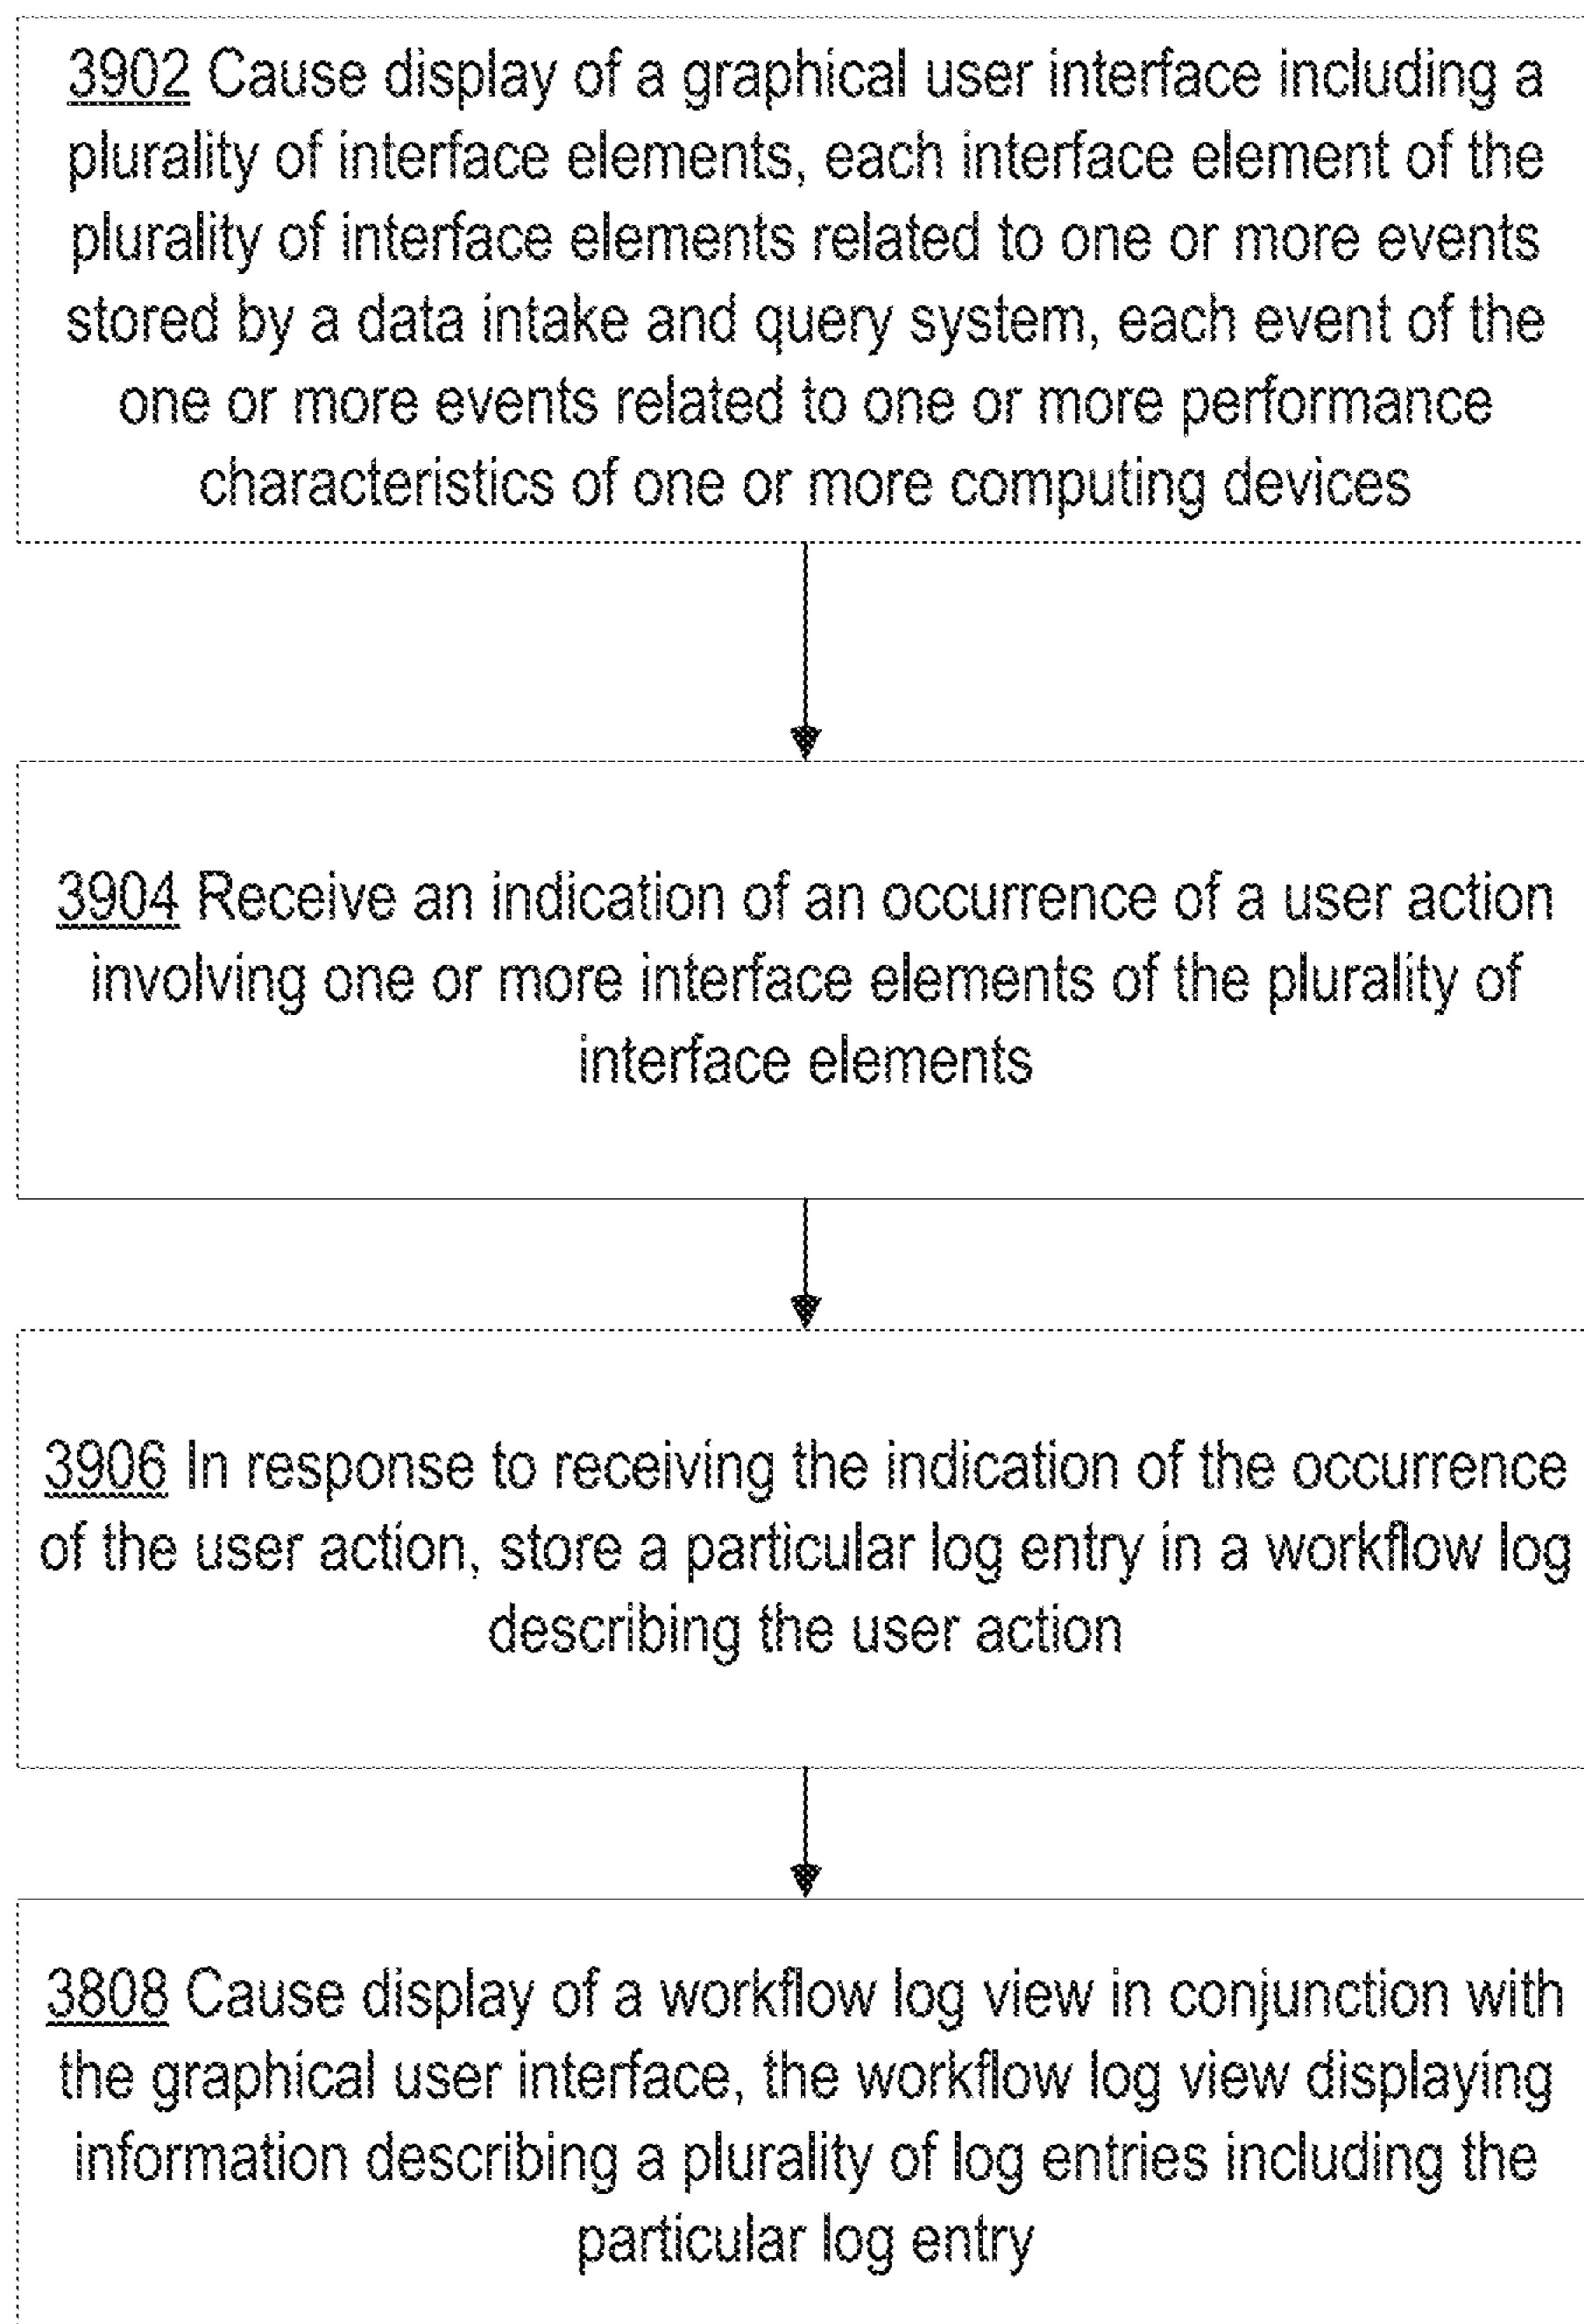 3902 Cause display of a graphical user interface including a
plurality of interface elements, each interface element of the
plurality of interface elements related to one or more events
stored by a data intake and query system, each event of the
one or more events related to one or more performance
characteristics of one or more computing devices
3904 Receive an indication of an occurrence of a user action
involving one or more interface elements of the plurality of
interface elements
3906 In response to receiving the indication of the occurrence
of the user action, store a particular log entry in a workflow log
describing the user action
3808 Cause display of a workflow log view in conjunction with
the graphical user interface, the workflow log view displaying
information describing a plurality of log entries including the
particular log entry